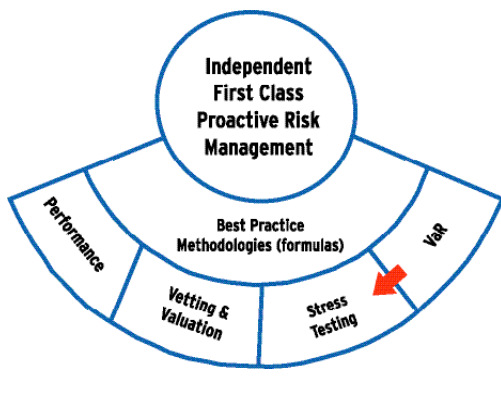 Independent
First Class
Proactive Risk
Management
Best Practice
Methodologies (formulas)
Performance
Vetting &
Valuation
Stress
Testing
VaR